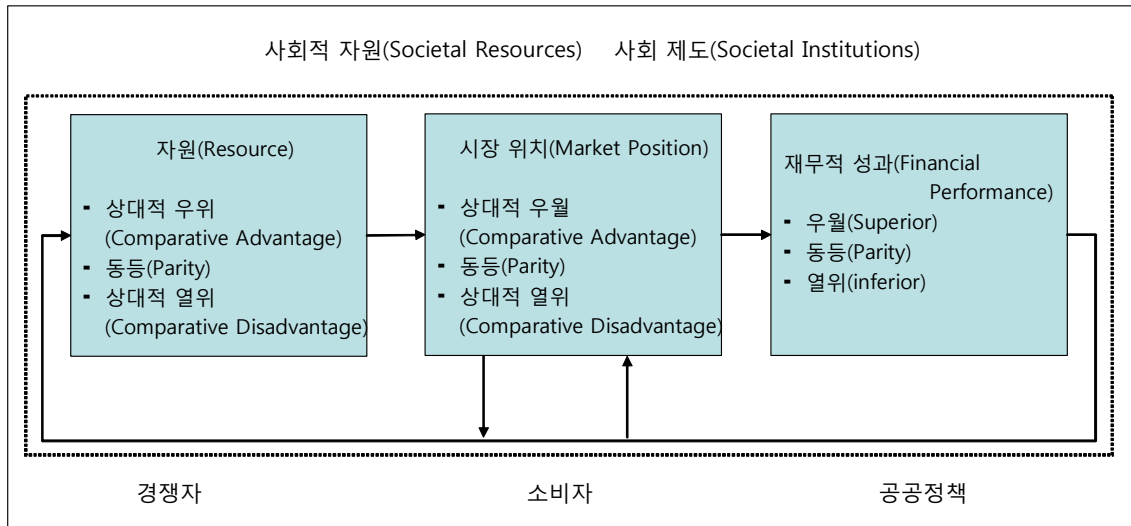 사회적 자원(Societal Resources) 사회 제도(Societal Institutions)
자원(Resource)
- 상대적 우위
(Comparative Advantage)
- 동등(Parity)
- 상대적 열위
(Comparative Disadvantage)
시장 위치(Market Position)
- 상대적 우월
(Comparative Advantage)
- 동등(Parity)
- 상대적 열위
(Comparative Disadvantage)
재무적 성과(Financial
Performance)
- 우월(Superior)
- 동등(Parity)
- 열위(inferior)
경쟁자 소비자 공공정책